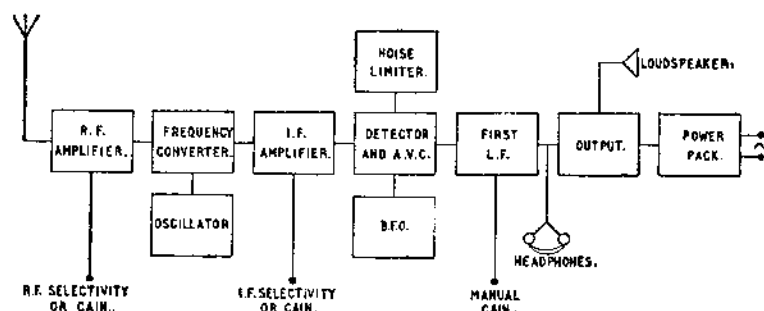 NOISE
LIMITER.
LOUDSPEAKER:
R.F.
AMPLIFIER.
FREQUENCY
CONVERTER.
I.F.
AMPLIFIER.
DETECTOR
AND A.V.C.
FIRST
L.F.
OUTPUT.
POWER
PACK.
OSCILLATOR
B.F.O.
HEADPHONES.
R.F. SELECTIVITY
OR GAIN..
I.F. SELECTIVITY
OR GAIN..
MANUAL
GAIN..